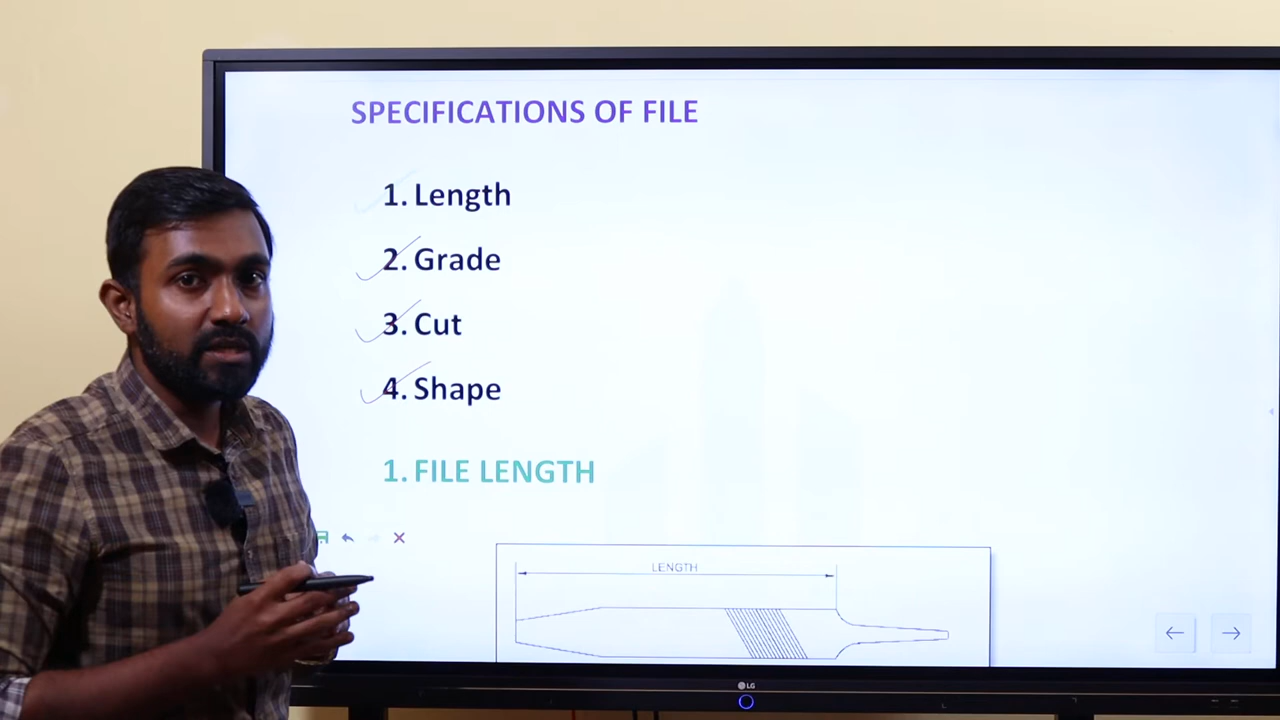 SPECIFICATIONS OF FILE
1. Length
2. Grade
3. Cut
4. Shape
1. FILE LENGTH
LENGTH
LG